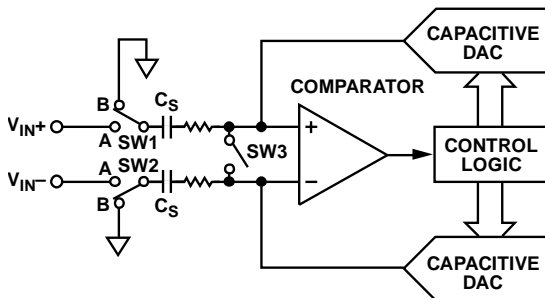 CAPACITIVE
DAC
COMPARATOR
B
CS
VIN+
A
SW1
+
SW3
CONTROL
LOGIC
VIN−
A
SW2
−
B
CS
CAPACITIVE
DAC